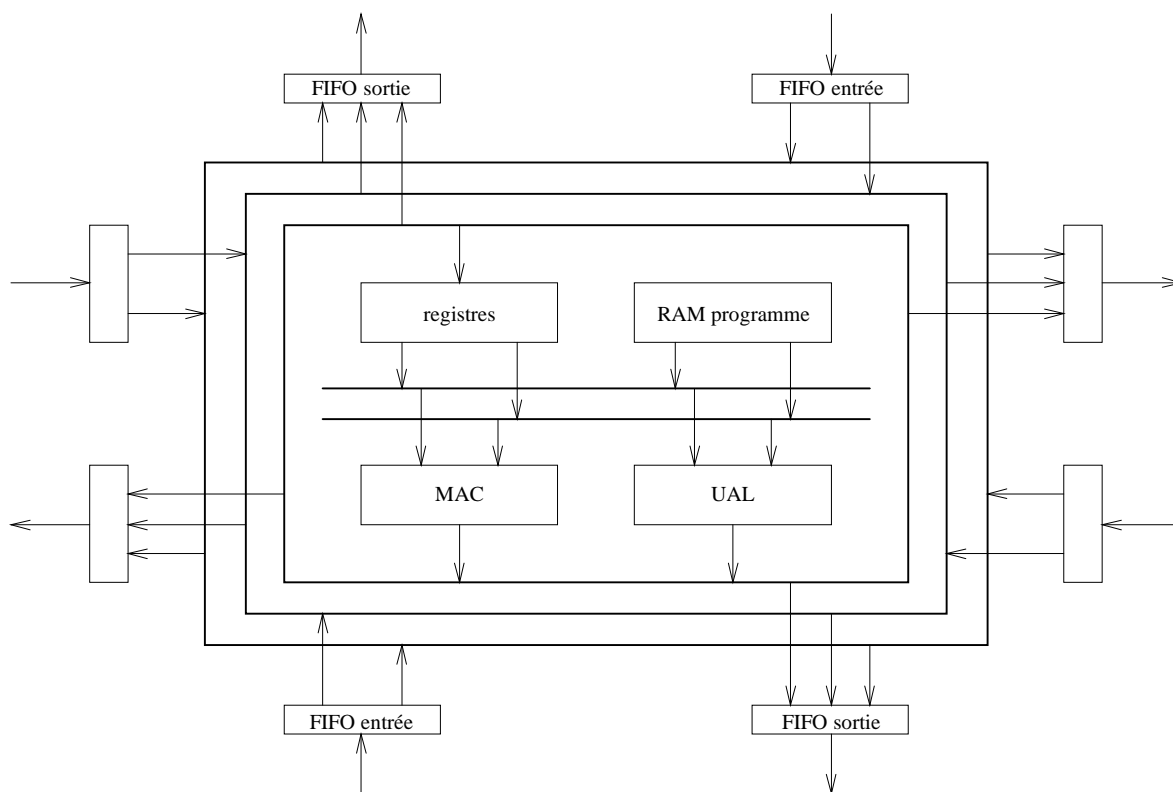 FIFO sortie
FIFO entrée
registres
RAM programme
MAC
UAL
FIFO entrée
FIFO sortie